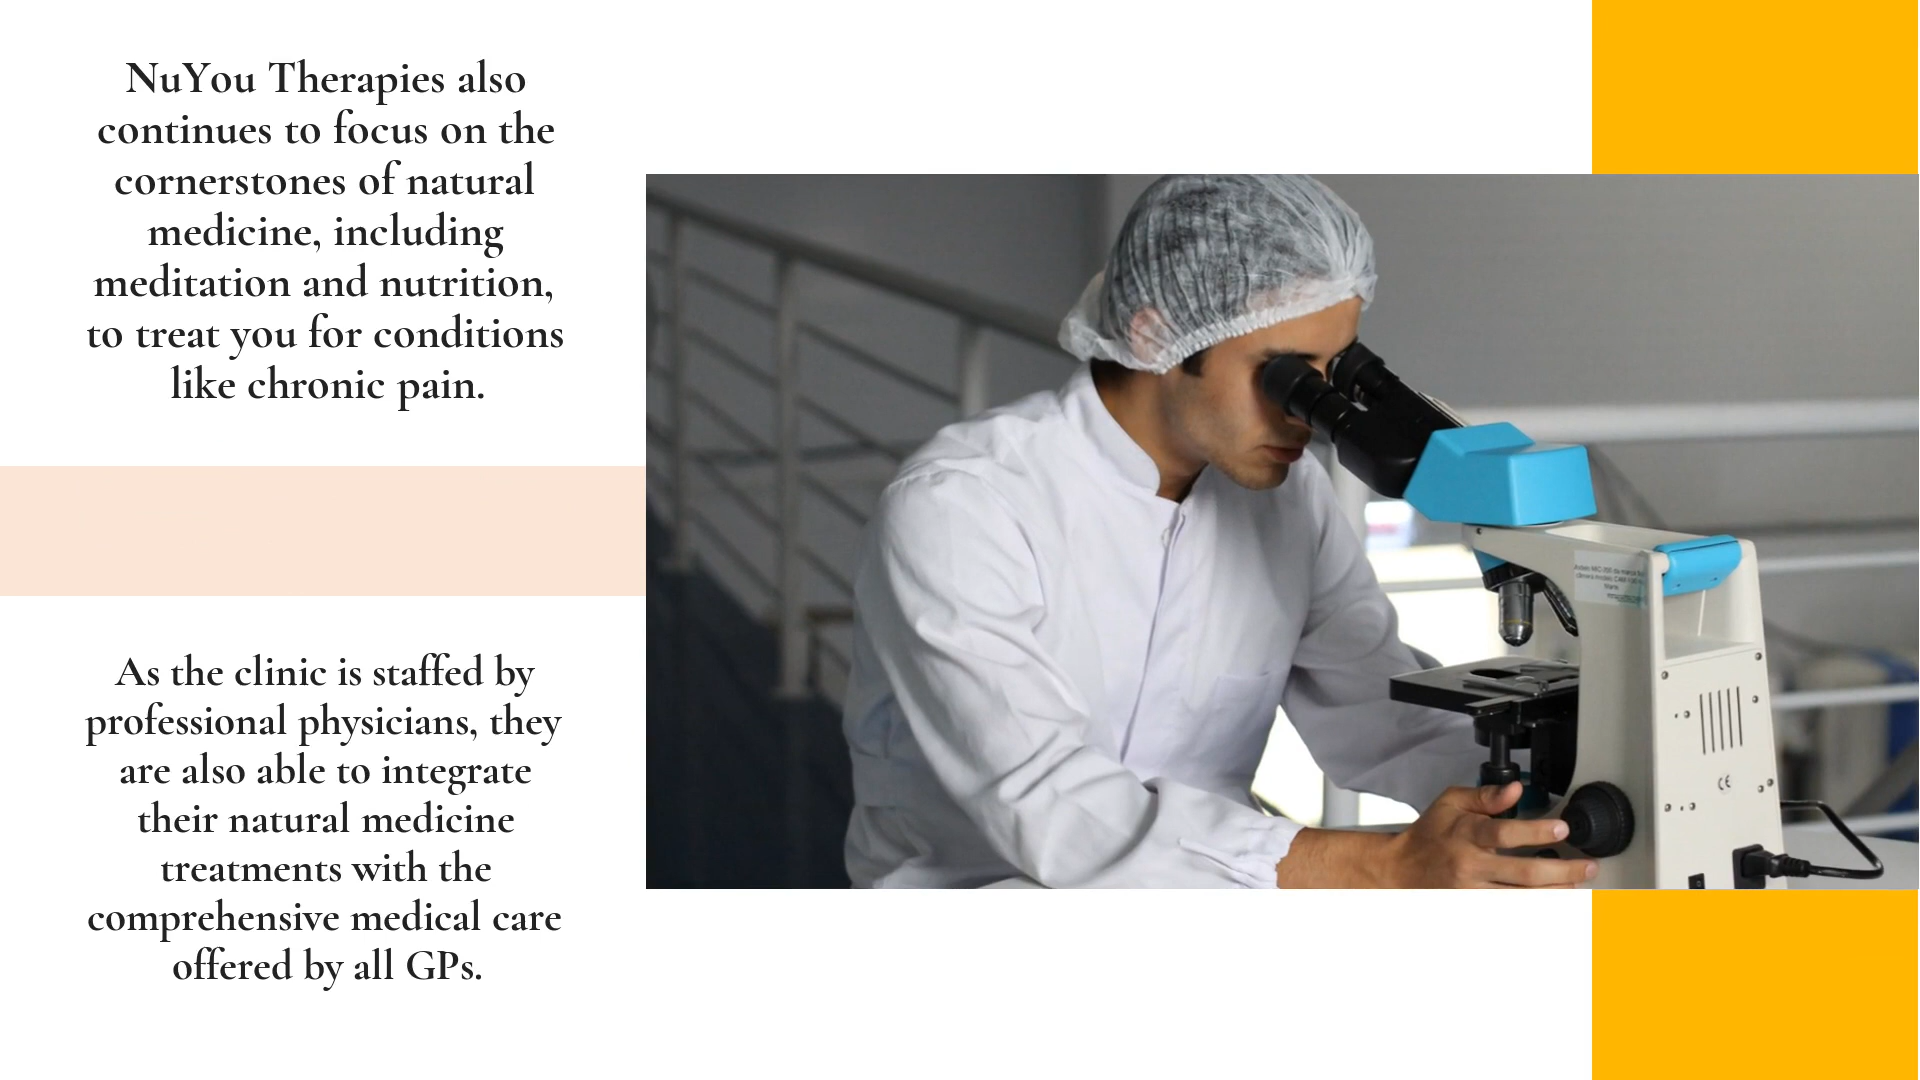 NuYou Therapies also
continues to focus on the
cornerstones of natural
medicine, including
meditation and nutrition,
to treat you for conditions
like chronic pain.
As the clinic is staffed by
professional physicians, they
are also able to integrate
their natural medicine
treatments with the
comprehensive medical care
offered by all GPs.
CE